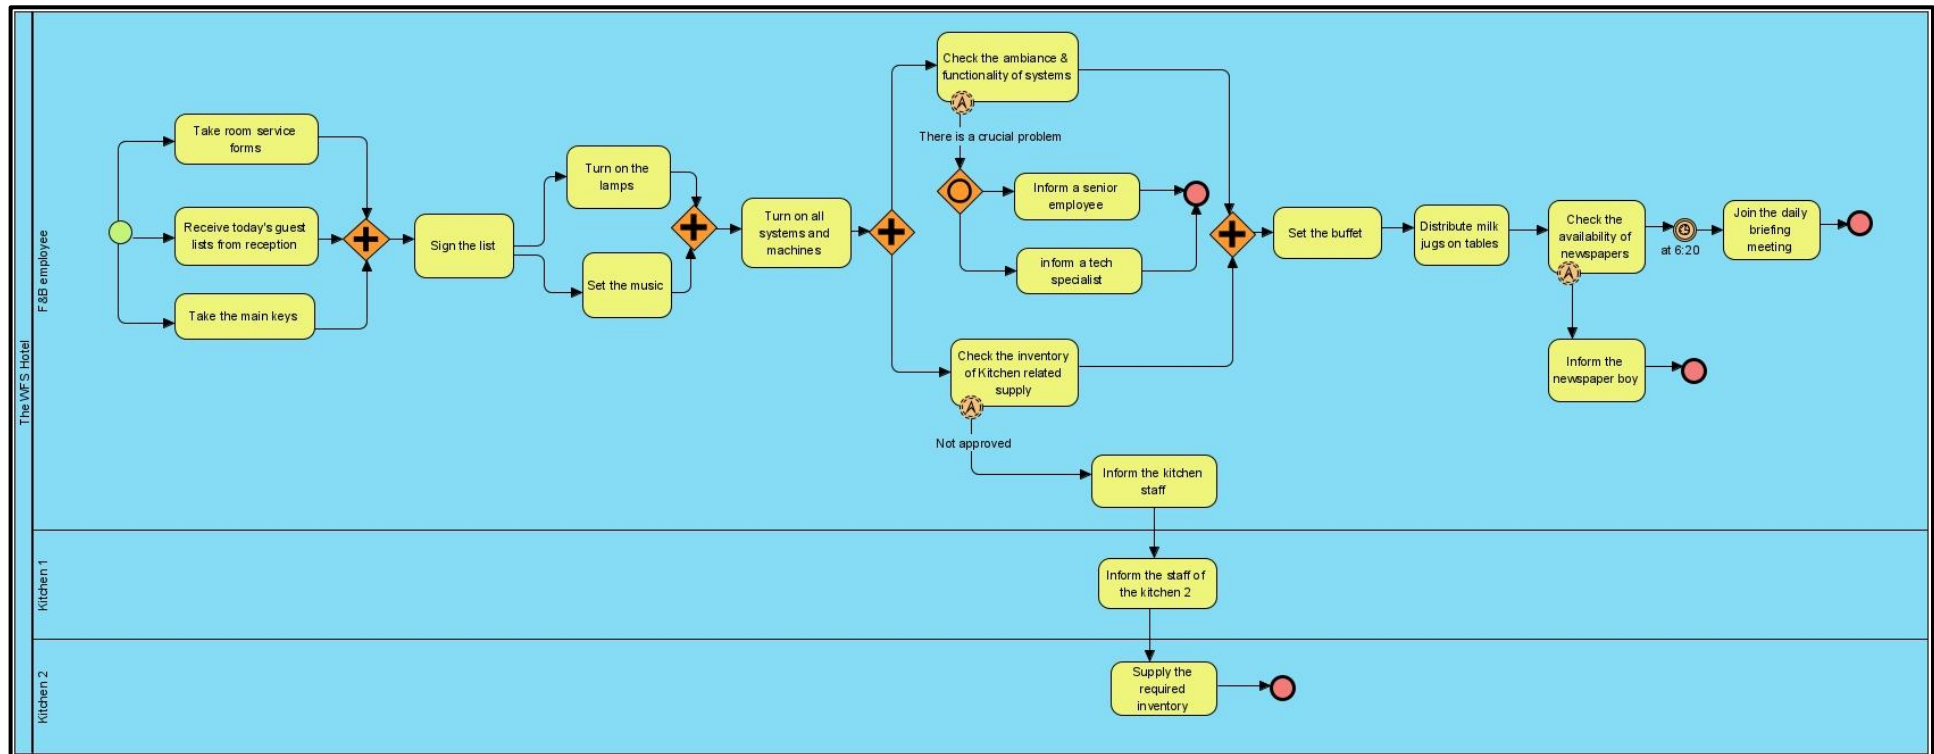 The WFS Hotel
F&B employee
Take room service
forms
Receive today's guest
lists from reception
Take the main keys
Sign the list
Turn on the
lamps
Set the music
Turn on all
systems and
machines
Check the ambiance &
functionality of systems
A
There is a crucial problem
Inform a senior
employee
inform a tech
specialist
Check the inventory
of Kitchen related
supply
A
Not approved
Inform the kitchen
staff
Set the buffet
Distribute milk
jugs on tables
Check the
availability of
newspapers
A
at 6:20
Join the daily
briefing
meeting
Inform the
newspaper boy
Kitchen 1
Inform the staff of
the kitchen 2
Kitchen 2
Supply the
required
inventory